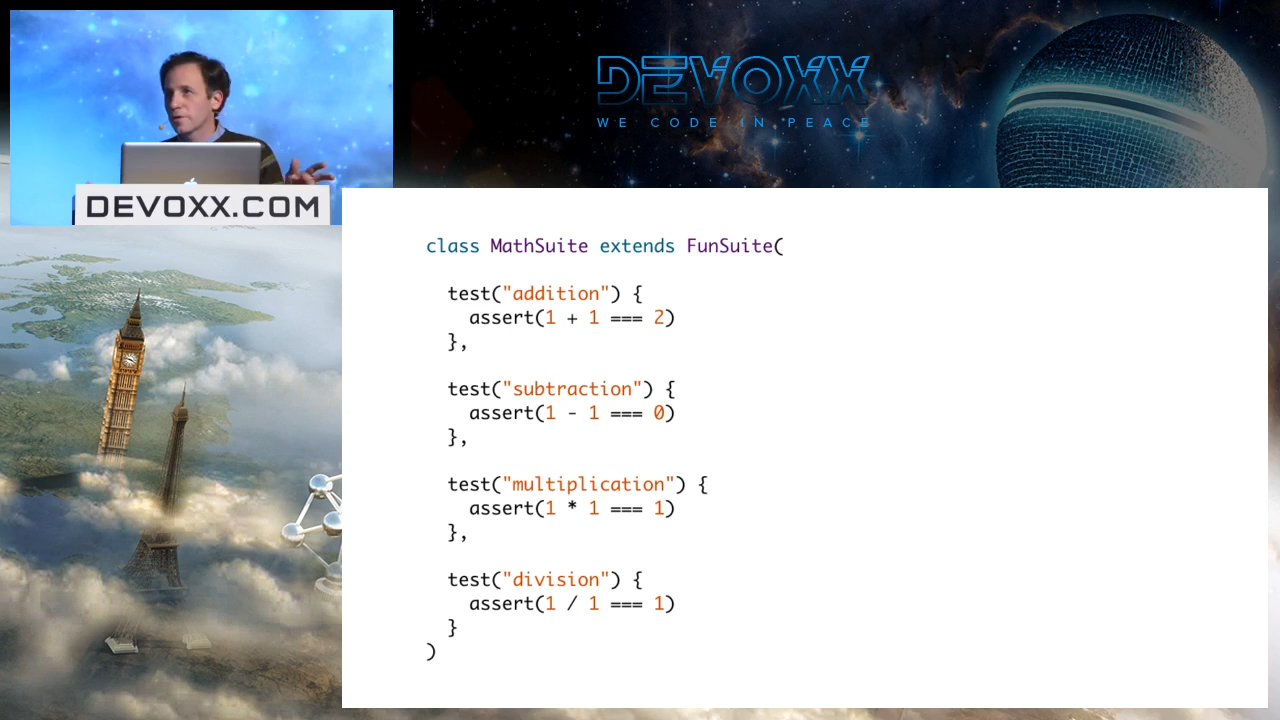 DEVOXX
WE CODE IN PEACE
DEVOXX.COM
class MathSuite extends FunSuite(
test("addition") {
assert(1 + 1 === 2)
},
test("subtraction") {
assert(1 - 1 === 0)
},
test("multiplication") {
assert(1 * 1 === 1)
},
test("division") {
assert(1 / 1 === 1)
}
)